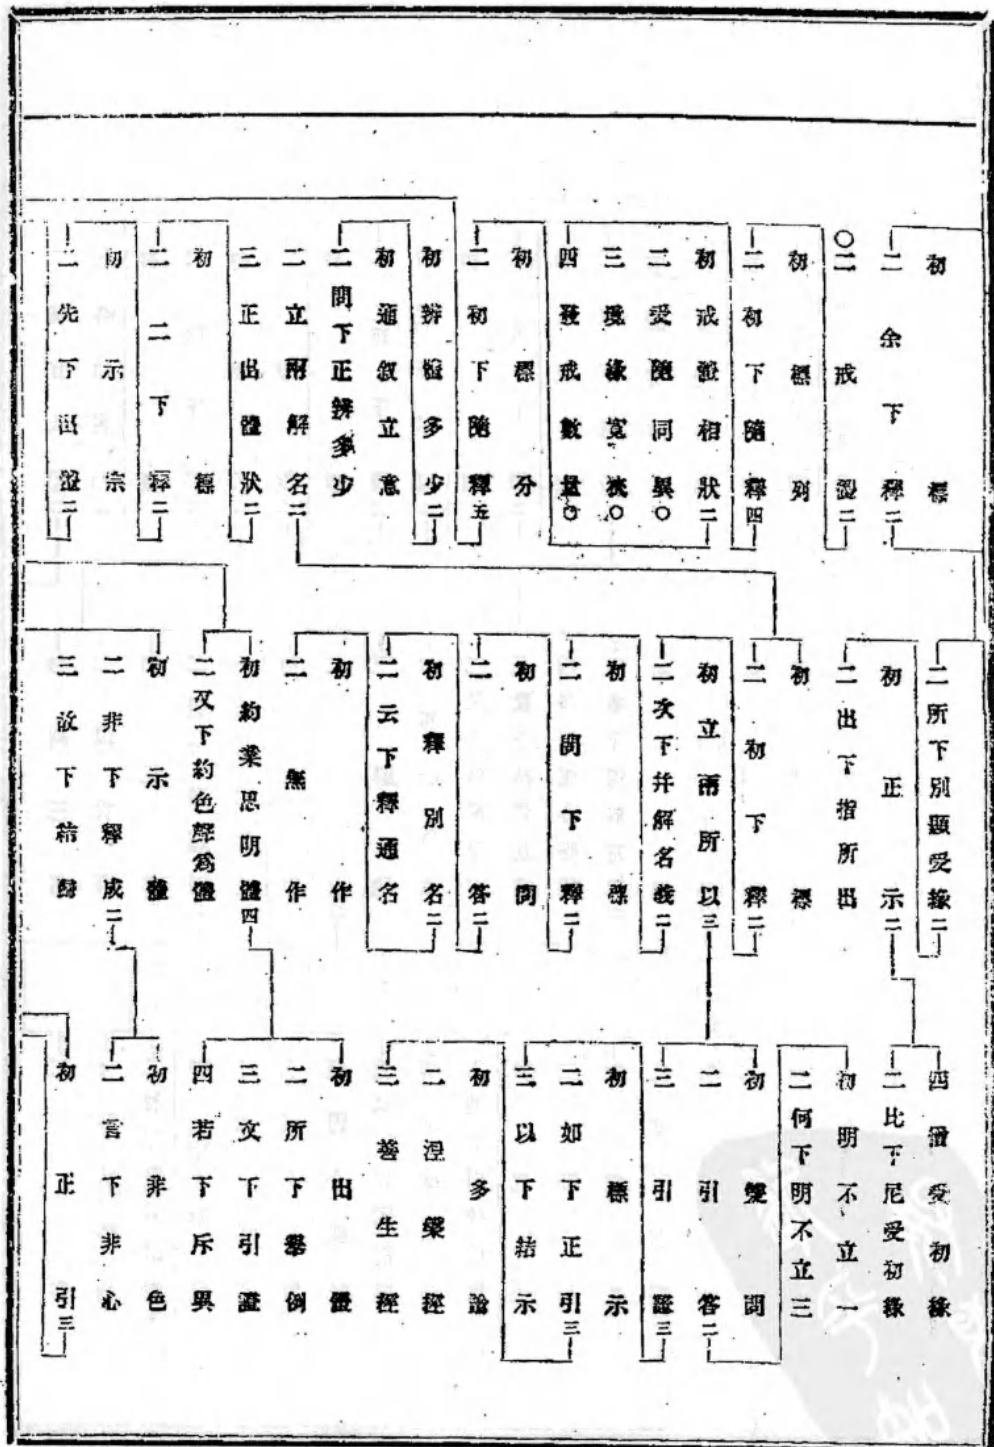 初標
二余下釋二
〇二戒體二
初標列
二初下隨釋四
初戒體相狀二
二受隨同異〇
三境緣寬狹〇
四發戒數量〇
初標分
二初下隨釋五
初辨體多少二
初通敘立意
二問下正辨多少
二立兩解名二
三正出體狀二
初標
二二下釋二
初示宗
二先下出體二
二所下別顯受緣二
初正示二
二出下指所出
初標
二初下釋二
初立兩所以三
二次下并解名義二
初標
二問下釋二
初問
二答二
初釋別名二
二云下釋通名
初作
二無作
初約業思明體四
二又下約色聲為體
初示體
二非下釋成二
三故下結
四瀆受初緣
二比下尼受初緣
初明不立一
二何下明不立三
初雙問
二引答二
三引證三
初標示
二如下正引三
三以下結示
初多論
二涅槃經
三善生經
初出體
二所下舉例
三文下引證
四若下斥異
初非色
二言下非心
初正引三